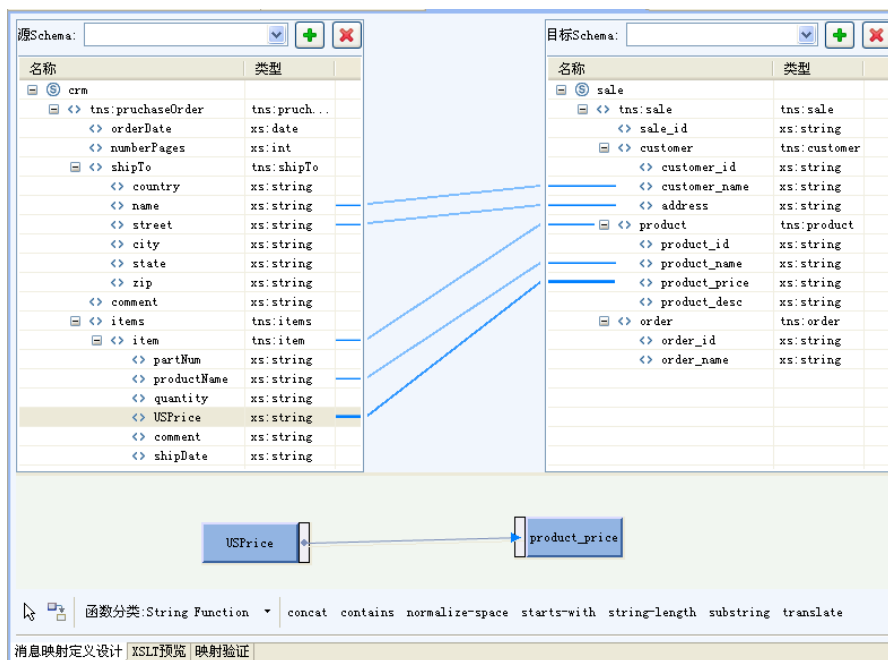 源Schema:
名称 类型
crm
tns:pruchaseOrder tns:pruch...
orderDate xs:date
numberPages xs:int
shipTo tns:shipTo
country xs:string
name xs:string
street xs:string
city xs:string
state xs:string
zip xs:string
comment xs:string
items tns:items
item tns:item
partNum xs:string
productName xs:string
quantity xs:string
USPrice xs:string
comment xs:string
shipDate xs:string
目标Schema:
名称 类型
sale
tns:sale tns:sale
sale_id xs:string
customer tns:customer
customer_id xs:string
customer_name xs:string
address xs:string
product tns:product
product_id xs:string
product_name xs:string
product_price xs:string
product_desc xs:string
order tns:order
order_id xs:string
order_name xs:string
USPrice product_price
函数分类:String Function concat contains normalize-space starts-with string-length substring translate
消息映射定义设计 XSLT预览 映射验证